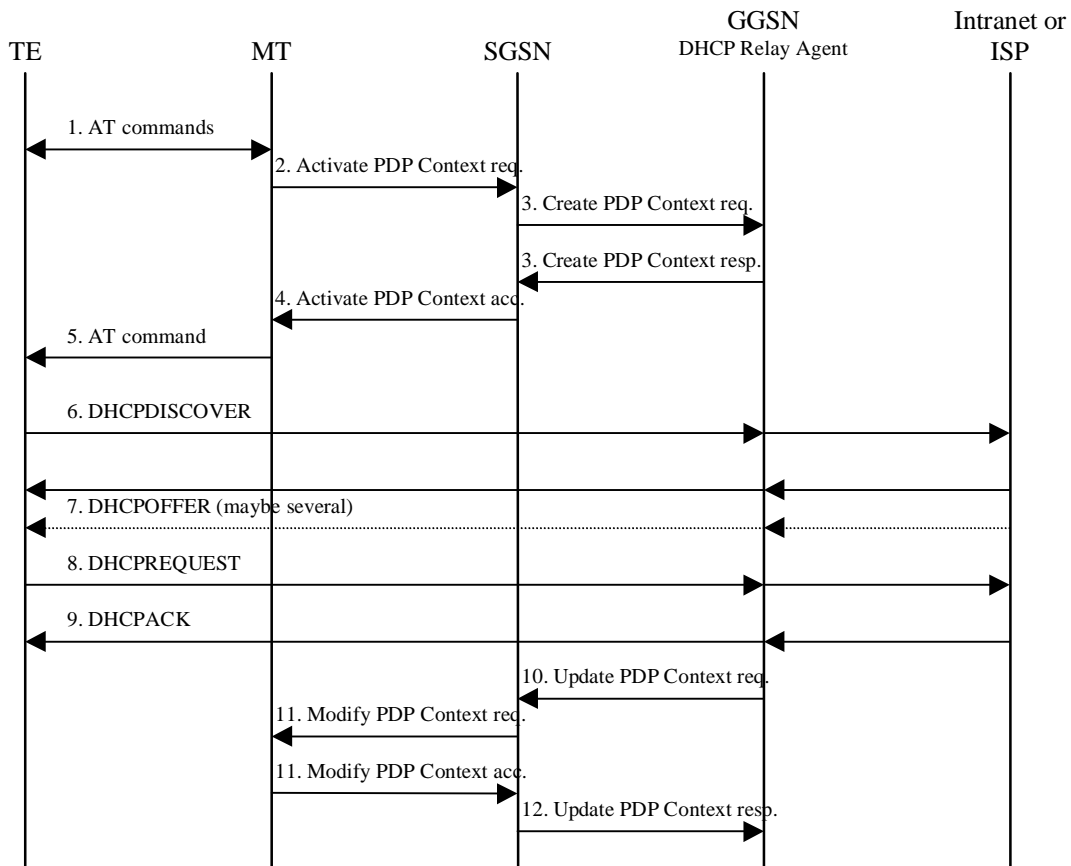 GGSN
Intranet or
TE
MT
SGSN
DHCP Relay Agent
ISP
1. AT commands
2. Activate PDP Context req.
3. Create PDP Context req.
3. Create PDP Context resp.
4. Activate PDP Context acc.
5. AT command
6. DHCPDISCOVER
7. DHCPOFFER (maybe several)
8. DHCPREQUEST
9. DHCPACK
10. Update PDP Context req.
11. Modify PDP Context req.
11. Modify PDP Context acc.
12. Update PDP Context resp.